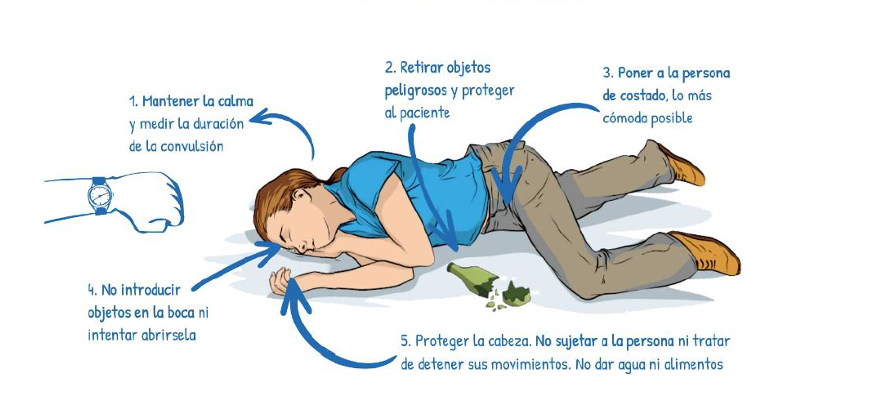 1. Mantener la calma
y medir la duración
de la convulsión
2. Retirar objetos
peligrosos y proteger
al paciente
3. Poner a la persona
de costado, lo más
cómoda posible
4. No introducir
objetos en la boca ni
intentar abrirsela
5. Proteger la cabeza. No sujetar a la persona ni tratar
de detener sus movimientos. No dar agua ni alimentos